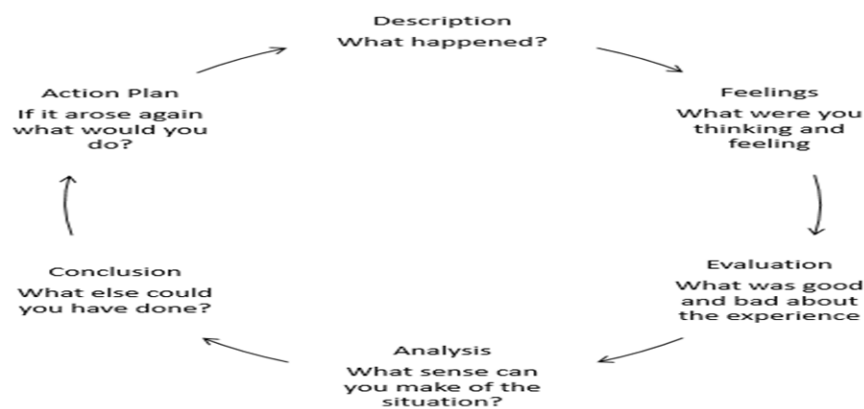 Description
What happened?
Feelings
What were you
thinking and
feeling
Evaluation
What was good
and bad about
the experience
Analysis
What sense can
you make of the
situation?
Conclusion
What else could
you have done?
Action Plan
If it arose again
what would you
do?